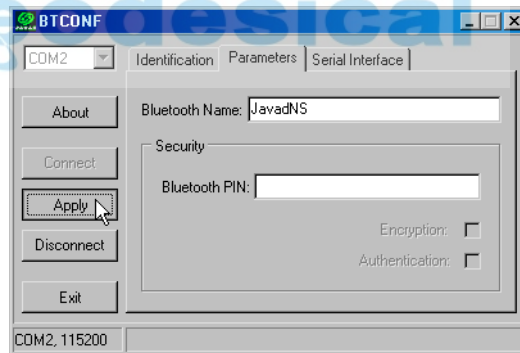 BTCONF
COM2
Identification
Parameters
Serial Interface
About
Bluetooth Name: JavadNS
Security
Connect
Bluetooth PIN:
Apply
Encryption:
Disconnect
Authentication:
Exit
COM2, 115200